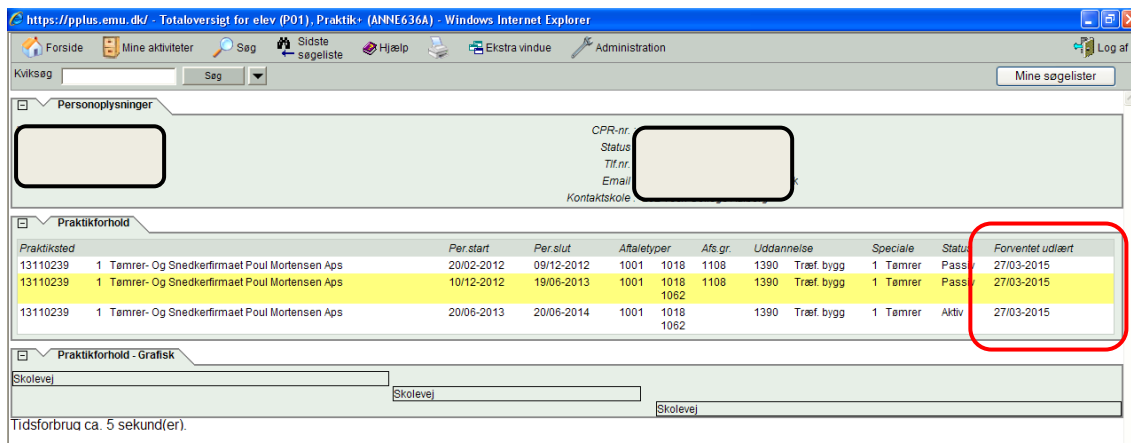 https://pplus.emu.dk/ - Totaloversigt for elev (P01), Praktik+ (ANNE636A) - Windows Internet Explorer
Forside Mine aktiviteter Søg Sidste søgeliste Hjælp Ekstra vindue Administration Log af
Kviksøg Søg Mine søgelister
Personoplysninger
CPR-nr. :
Status
Tlf.nr.
Email
Kontaktskole :
Praktikforhold
Praktiksted Per.start Per.slut Aftaletyper Afs.gr. Uddannelse Speciale Status Forventet udlært
13110239 1 Tømrer- Og Snedkerfirmaet Poul Mortensen Aps 20/02-2012 09/12-2012 1001 1018 1108 1390 Træf. bygg 1 Tømrer Passiv 27/03-2015
13110239 1 Tømrer- Og Snedkerfirmaet Poul Mortensen Aps 10/12-2012 19/06-2013 1001 1018 1108 1390 Træf. bygg 1 Tømrer Passiv 27/03-2015
1062
13110239 1 Tømrer- Og Snedkerfirmaet Poul Mortensen Aps 20/06-2013 20/06-2014 1001 1018 1390 Træf. bygg 1 Tømrer Aktiv 27/03-2015
1062
Praktikforhold - Grafisk
Skolevej
Skolevej
Skolevej
Tidsforbrug ca. 5 sekund(er).